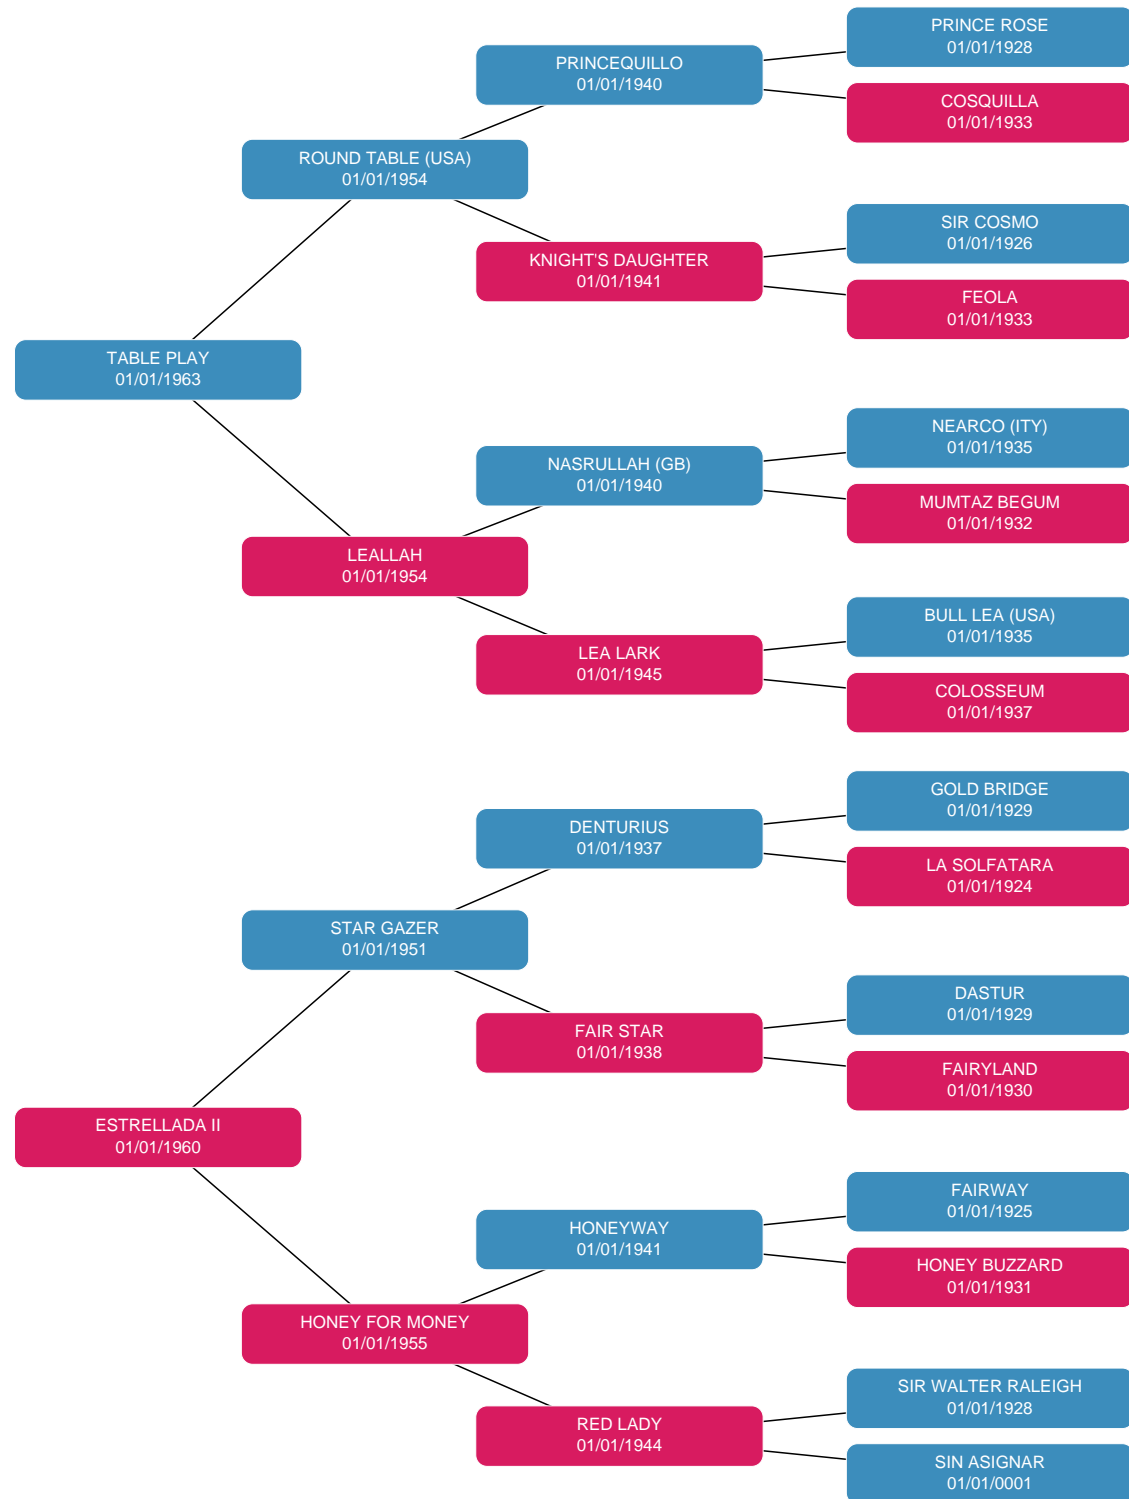 PRINCE ROSE
01/01/1928
PRINCEQUILLO
01/01/1940
COSQUILLA
01/01/1933
ROUND TABLE (USA)
01/01/1954
SIR COSMO
01/01/1926
KNIGHT'S DAUGHTER
01/01/1941
FEOLA
01/01/1933
TABLE PLAY
01/01/1963
NEARCO (ITY)
01/01/1935
NASRULLAH (GB)
01/01/1940
MUMTAZ BEGUM
01/01/1932
LEALLAH
01/01/1954
BULL LEA (USA)
01/01/1935
LEA LARK
01/01/1945
COLOSSEUM
01/01/1937
GOLD BRIDGE
01/01/1929
DENTURIUS
01/01/1937
LA SOLFATARA
01/01/1924
STAR GAZER
01/01/1951
DASTUR
01/01/1929
FAIR STAR
01/01/1938
FAIRYLAND
01/01/1930
ESTRELLADA II
01/01/1960
FAIRWAY
01/01/1925
HONEYWAY
01/01/1941
HONEY BUZZARD
01/01/1931
HONEY FOR MONEY
01/01/1955
SIR WALTER RALEIGH
01/01/1928
RED LADY
01/01/1944
SIN ASIGNAR
01/01/0001